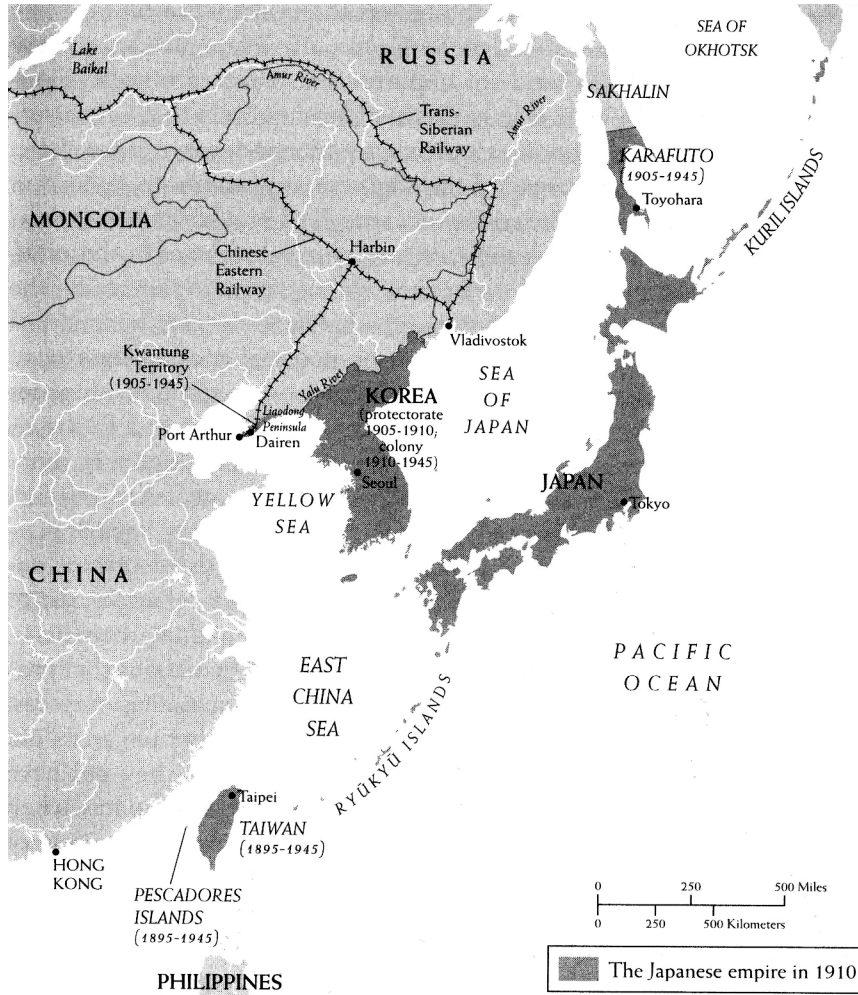 SEA OF
OKHOTSK
RUSSIA
Lake
Baikal
Amur River
Trans-
Siberian
Railway
Amur River
SAKHALIN
KARAFUTO
(1905-1945)
Toyohara
KURIL ISLANDS
MONGOLIA
Chinese
Eastern
Railway
Harbin
Vladivostok
Kwantung
Territory
(1905-1945)
Yalu River
Liaodong
Peninsula
Port Arthur
Dairen
KOREA
(protectorate
1905-1910;
colony
1910-1945)
Seoul
SEA
OF
JAPAN
JAPAN
Tokyo
YELLOW
SEA
CHINA
EAST
CHINA
SEA
PACIFIC
OCEAN
RYŪKYŪ ISLANDS
Taipei
TAIWAN
(1895-1945)
HONG
KONG
PESCADORES
ISLANDS
(1895-1945)
PHILIPPINES
0 250 500 Miles
0 250 500 Kilometers
The Japanese empire in 1910